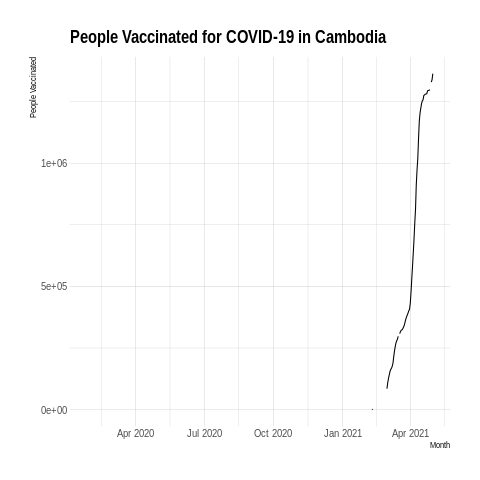 People Vaccinated for COVID-19 in Cambodia
People Vaccinated
1e+06
5e+05
0e+00
Apr 2020 Jul 2020 Oct 2020 Jan 2021 Apr 2021
Month